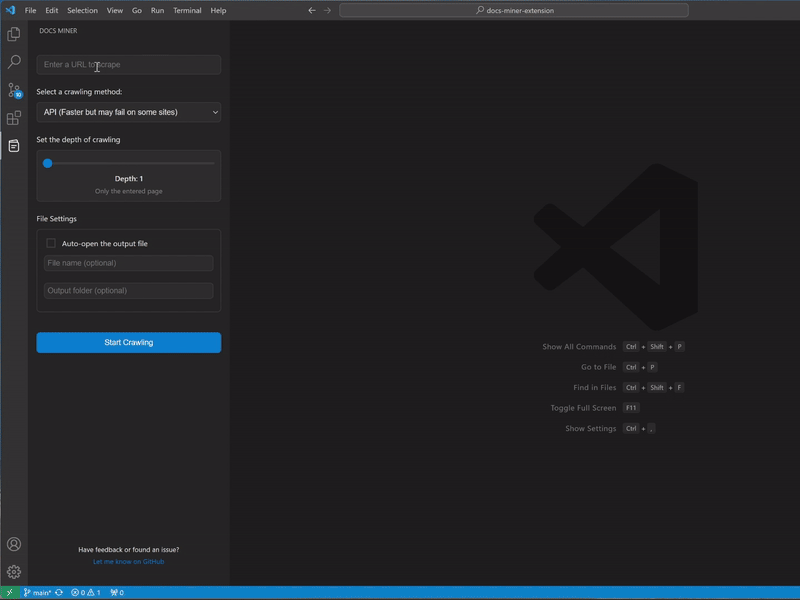 File Edit Selection View Go Run Terminal Help
docs-miner-extension
DOCS MINER
Enter a URL to scrape
Select a crawling method:
API (Faster but may fail on some sites)
Set the depth of crawling
Depth: 1
Only the entered page
File Settings
Auto-open the output file
File name (optional)
Output folder (optional)
Start Crawling
Show All Commands Ctrl + Shift + P
Go to File Ctrl + P
Find in Files Ctrl + Shift + F
Toggle Full Screen F11
Show Settings Ctrl + ,
Have feedback or found an issue?
Let me know on GitHub
main* 0 1 0